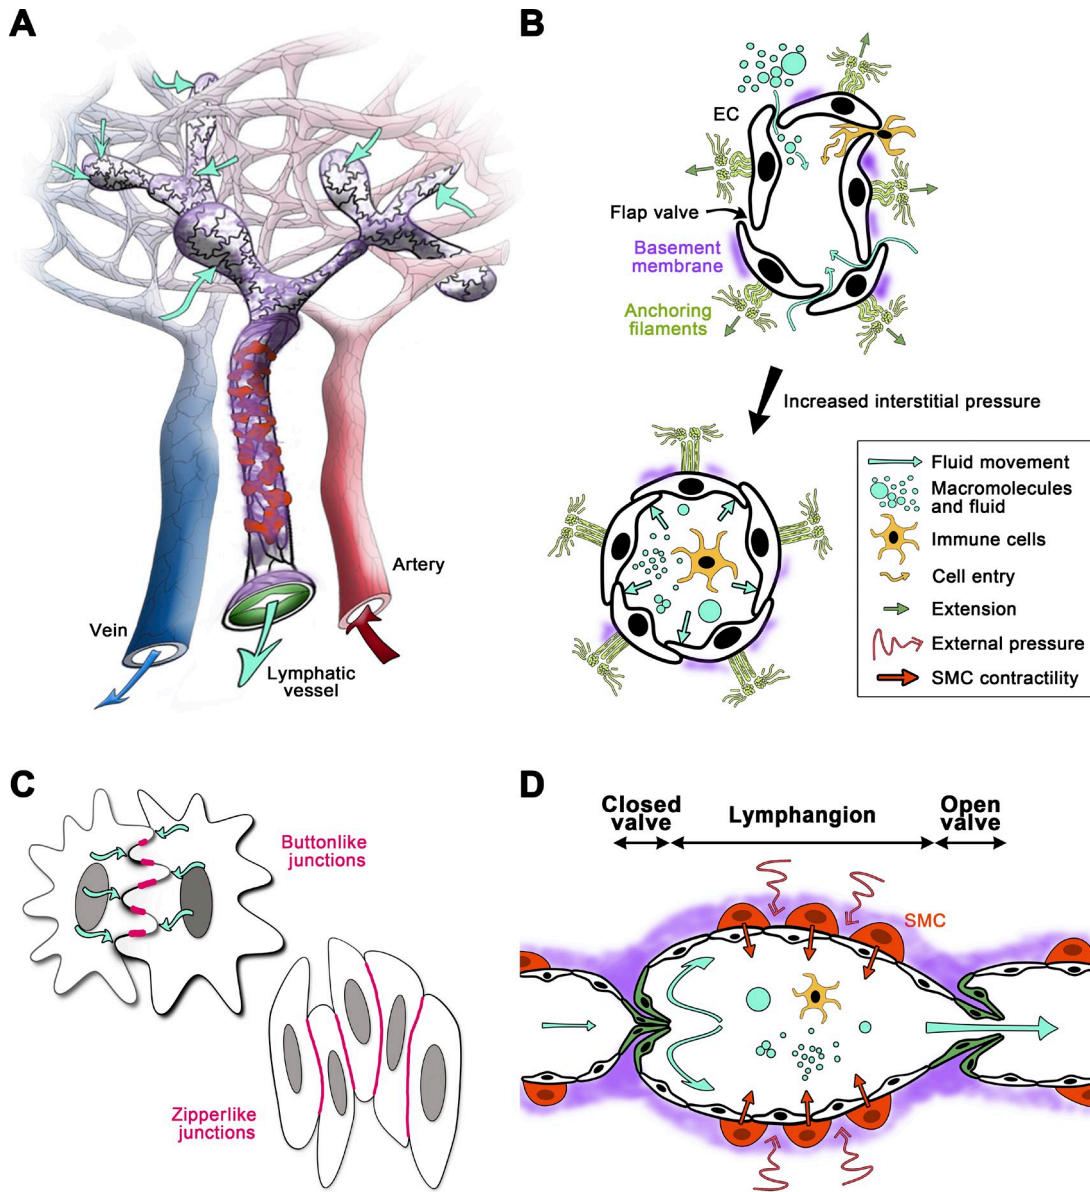 A
Vein
Lymphatic
vessel
Artery
B
EC
Flap valve
Basement
membrane
Anchoring
filaments
Increased interstitial pressure
Fluid movement
Macromolecules
and fluid
Immune cells
Cell entry
Extension
External pressure
SMC contractility
C
Buttonlike
junctions
Zipperlike
junctions
D
Closed
valve
Lymphangion
Open
valve
SMC